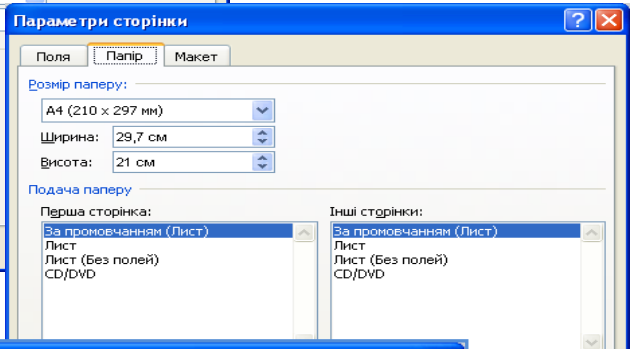 Параметри сторінки
Поля Папір Макет
Розмір паперу:
A4 (210 x 297 мм)
Ширина: 29,7 см
Висота: 21 см
Подача паперу
Перша сторінка: Інші сторінки:
За промовчанням (Лист) За промовчанням (Лист)
Лист Лист
Лист (Без полей) Лист (Без полей)
CD/DVD CD/DVD